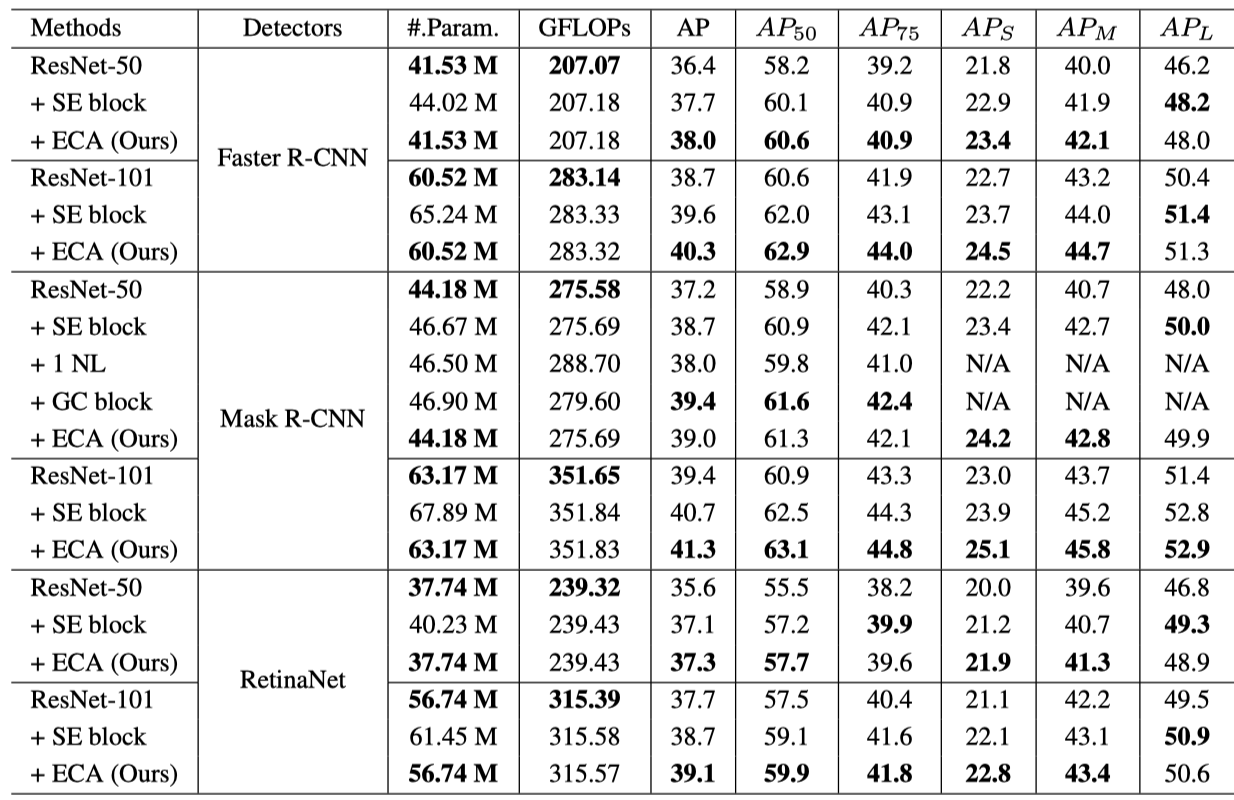 Methods Detectors #.Param. GFLOPs AP AP50 AP75 APS APM APL
ResNet-50 41.53 M 207.07 36.4 58.2 39.2 21.8 40.0 46.2
+ SE block 44.02 M 207.18 37.7 60.1 40.9 22.9 41.9 48.2
+ ECA (Ours) 41.53 M 207.18 38.0 60.6 40.9 23.4 42.1 48.0
Faster R-CNN
ResNet-101 60.52 M 283.14 38.7 60.6 41.9 22.7 43.2 50.4
+ SE block 65.24 M 283.33 39.6 62.0 43.1 23.7 44.0 51.4
+ ECA (Ours) 60.52 M 283.32 40.3 62.9 44.0 24.5 44.7 51.3
ResNet-50 44.18 M 275.58 37.2 58.9 40.3 22.2 40.7 48.0
+ SE block 46.67 M 275.69 38.7 60.9 42.1 23.4 42.7 50.0
+ 1 NL 46.50 M 288.70 38.0 59.8 41.0 N/A N/A N/A
+ GC block 46.90 M 279.60 39.4 61.6 42.4 N/A N/A N/A
Mask R-CNN
+ ECA (Ours) 44.18 M 275.69 39.0 61.3 42.1 24.2 42.8 49.9
ResNet-101 63.17 M 351.65 39.4 60.9 43.3 23.0 43.7 51.4
+ SE block 67.89 M 351.84 40.7 62.5 44.3 23.9 45.2 52.8
+ ECA (Ours) 63.17 M 351.83 41.3 63.1 44.8 25.1 45.8 52.9
ResNet-50 37.74 M 239.32 35.6 55.5 38.2 20.0 39.6 46.8
+ SE block 40.23 M 239.43 37.1 57.2 39.9 21.2 40.7 49.3
+ ECA (Ours) 37.74 M 239.43 37.3 57.7 39.6 21.9 41.3 48.9
RetinaNet
ResNet-101 56.74 M 315.39 37.7 57.5 40.4 21.1 42.2 49.5
+ SE block 61.45 M 315.58 38.7 59.1 41.6 22.1 43.1 50.9
+ ECA (Ours) 56.74 M 315.57 39.1 59.9 41.8 22.8 43.4 50.6